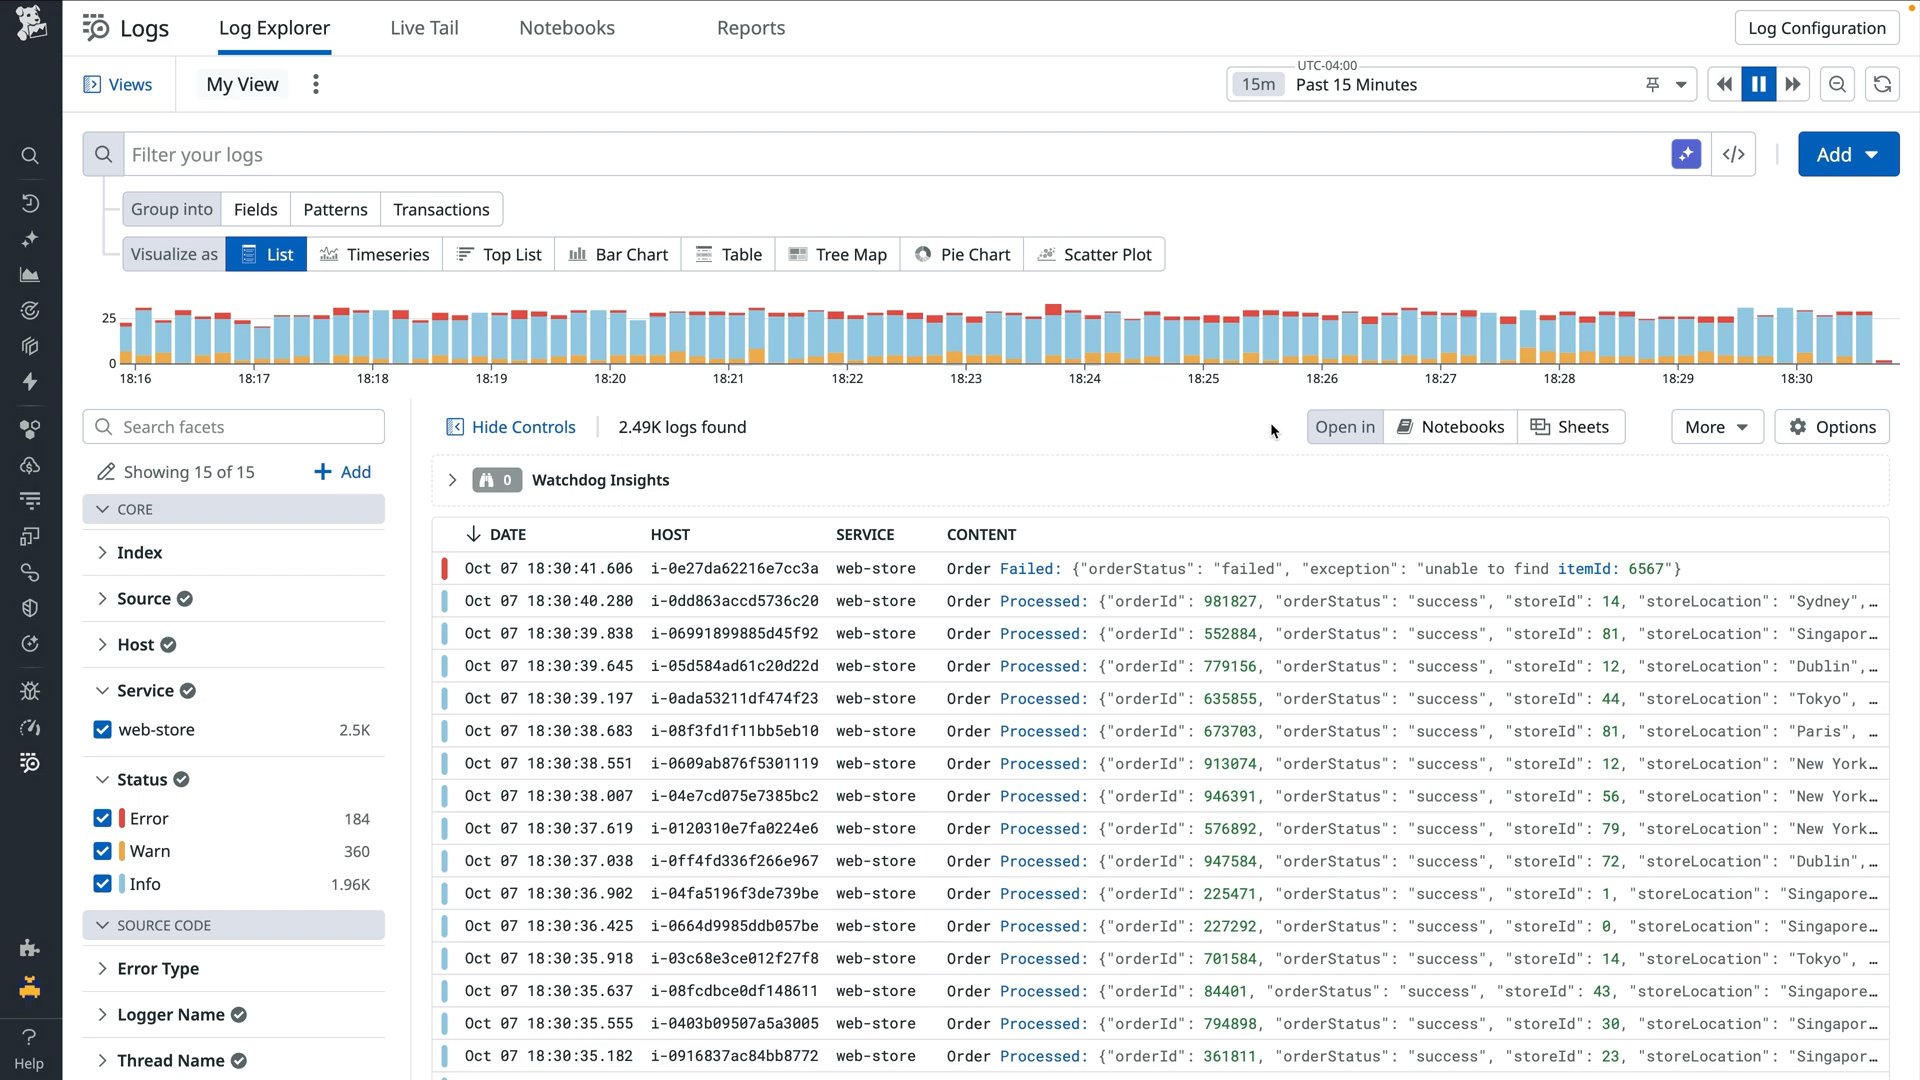 Logs
Log Explorer
Live Tail
Notebooks
Reports
Log Configuration
Views
My View
UTC-04:00
15m Past 15 Minutes
Filter your logs
</>
Add
Group into Fields Patterns Transactions
Visualize as List Timeseries Top List Bar Chart Table Tree Map Pie Chart Scatter Plot
25
0
18:16 18:17 18:18 18:19 18:20 18:21 18:22 18:23 18:24 18:25 18:26 18:27 18:28 18:29 18:30
Search facets
Showing 15 of 15 + Add
CORE
Index
Source
Host
Service
web-store 2.5K
Status
Error 184
Warn 360
Info 1.96K
SOURCE CODE
Error Type
Logger Name
Thread Name
Help
Hide Controls 2.49K logs found Open in Notebooks Sheets More Options
0 Watchdog Insights
DATE HOST SERVICE CONTENT
Oct 07 18:30:41.606 i-0e27da62216e7cc3a web-store Order Failed: {"orderStatus": "failed", "exception": "unable to find itemId: 6567"}
Oct 07 18:30:40.280 i-0dd863accd5736c20 web-store Order Processed: {"orderId": 981827, "orderStatus": "success", "storeId": 14, "storeLocation": "Sydney",…
Oct 07 18:30:39.838 i-06991899885d45f92 web-store Order Processed: {"orderId": 552884, "orderStatus": "success", "storeId": 81, "storeLocation": "Singapor…
Oct 07 18:30:39.645 i-05d584ad61c20d22d web-store Order Processed: {"orderId": 779156, "orderStatus": "success", "storeId": 12, "storeLocation": "Dublin",…
Oct 07 18:30:39.197 i-0ada53211df474f23 web-store Order Processed: {"orderId": 635855, "orderStatus": "success", "storeId": 44, "storeLocation": "Tokyo", …
Oct 07 18:30:38.683 i-08f3fd1f11bb5eb10 web-store Order Processed: {"orderId": 673703, "orderStatus": "success", "storeId": 81, "storeLocation": "Paris", …
Oct 07 18:30:38.551 i-0609ab876f5301119 web-store Order Processed: {"orderId": 913074, "orderStatus": "success", "storeId": 12, "storeLocation": "New York…
Oct 07 18:30:38.007 i-04e7cd075e7385bc2 web-store Order Processed: {"orderId": 946391, "orderStatus": "success", "storeId": 56, "storeLocation": "New York…
Oct 07 18:30:37.619 i-0120310e7fa0224e6 web-store Order Processed: {"orderId": 576892, "orderStatus": "success", "storeId": 79, "storeLocation": "New York…
Oct 07 18:30:37.038 i-0ff4fd336f266e967 web-store Order Processed: {"orderId": 947584, "orderStatus": "success", "storeId": 72, "storeLocation": "Dublin",…
Oct 07 18:30:36.902 i-04fa5196f3de739be web-store Order Processed: {"orderId": 225471, "orderStatus": "success", "storeId": 1, "storeLocation": "Singapore…
Oct 07 18:30:36.425 i-0664d9985ddb057be web-store Order Processed: {"orderId": 227292, "orderStatus": "success", "storeId": 0, "storeLocation": "Singapore…
Oct 07 18:30:35.918 i-03c68e3ce012f27f8 web-store Order Processed: {"orderId": 701584, "orderStatus": "success", "storeId": 14, "storeLocation": "Tokyo", …
Oct 07 18:30:35.637 i-08fcdbce0df148611 web-store Order Processed: {"orderId": 84401, "orderStatus": "success", "storeId": 43, "storeLocation": "Singapore…
Oct 07 18:30:35.555 i-0403b09507a5a3005 web-store Order Processed: {"orderId": 794898, "orderStatus": "success", "storeId": 30, "storeLocation": "Singapor…
Oct 07 18:30:35.182 i-0916837ac84bb8772 web-store Order Processed: {"orderId": 361811, "orderStatus": "success", "storeId": 23, "storeLocation": "Singapor…